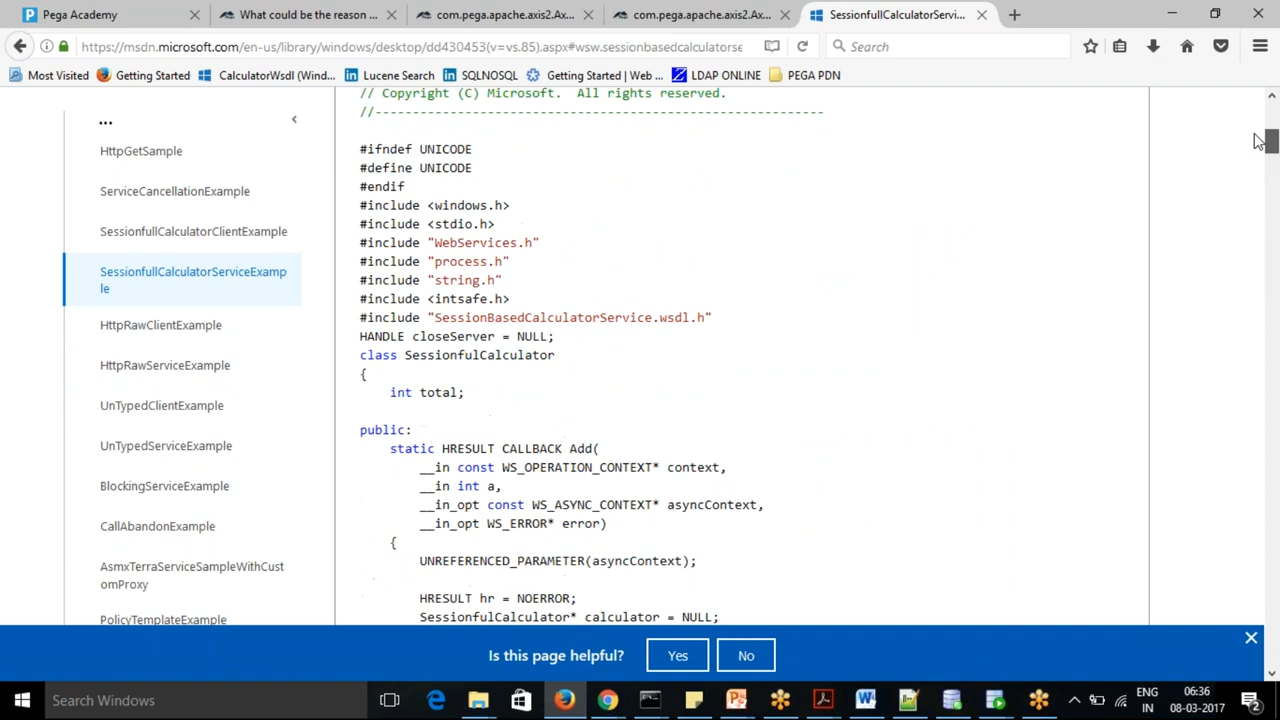 Pega Academy
What could be the reason ...
com.pega.apache.axis2.Ax...
com.pega.apache.axis2.Ax...
SessionfullCalculatorServi...
https://msdn.microsoft.com/en-us/library/windows/desktop/dd430453(v=vs.85).aspx#wsw.sessionbasedcalculatorse
Search
Most Visited
Getting Started
CalculatorWsdl (Wind...
Lucene Search
SQLNOSQL
Getting Started | Web ...
LDAP ONLINE
PEGA PDN
...
HttpGetSample
ServiceCancellationExample
SessionfullCalculatorClientExample
SessionfullCalculatorServiceExamp
le
HttpRawClientExample
HttpRawServiceExample
UnTypedClientExample
UnTypedServiceExample
BlockingServiceExample
CallAbandonExample
AsmxTerraServiceSampleWithCust
omProxy
PolicyTemplateExample
// Copyright (C) Microsoft.  All rights reserved.
//------------------------------------------------------------
#ifndef UNICODE
#define UNICODE
#endif
#include <windows.h>
#include <stdio.h>
#include "WebServices.h"
#include "process.h"
#include "string.h"
#include <intsafe.h>
#include "SessionBasedCalculatorService.wsdl.h"
HANDLE closeServer = NULL;
class SessionfulCalculator
{
int total;
public:
static HRESULT CALLBACK Add(
__in const WS_OPERATION_CONTEXT* context,
__in int a,
__in_opt const WS_ASYNC_CONTEXT* asyncContext,
__in_opt WS_ERROR* error)
{
UNREFERENCED_PARAMETER(asyncContext);
HRESULT hr = NOERROR;
SessionfulCalculator* calculator = NULL;
Is this page helpful?
Yes
No
Search Windows
ENG
IN
06:36
08-03-2017
2